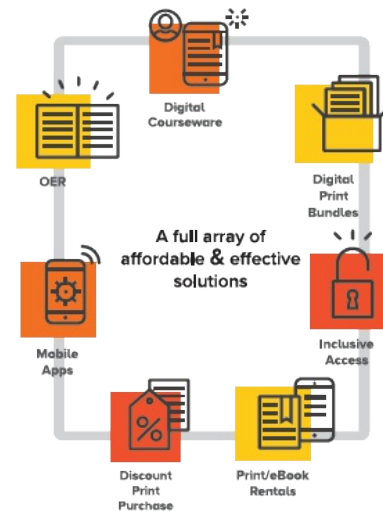 Digital
Courseware
OER
Digital
Print
Bundles
A full array of
affordable & effective
solutions
Inclusive
Access
Mobile
Apps
%
Discount
Print
Purchase
Print/eBook
Rentals